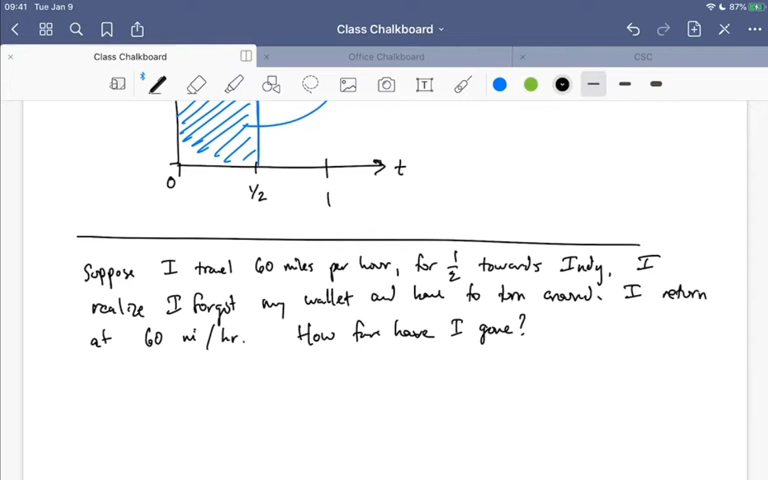 09:41 Tue Jan 9
87%
Class Chalkboard
Class Chalkboard
Office Chalkboard
CSC
T
t
0
1/2
1
Suppose I travel 60 miles per hour, for 1/2 towards Indy. I
realize I forgot my wallet and have to turn around. I return
at 60 mi/hr. How far have I gone?